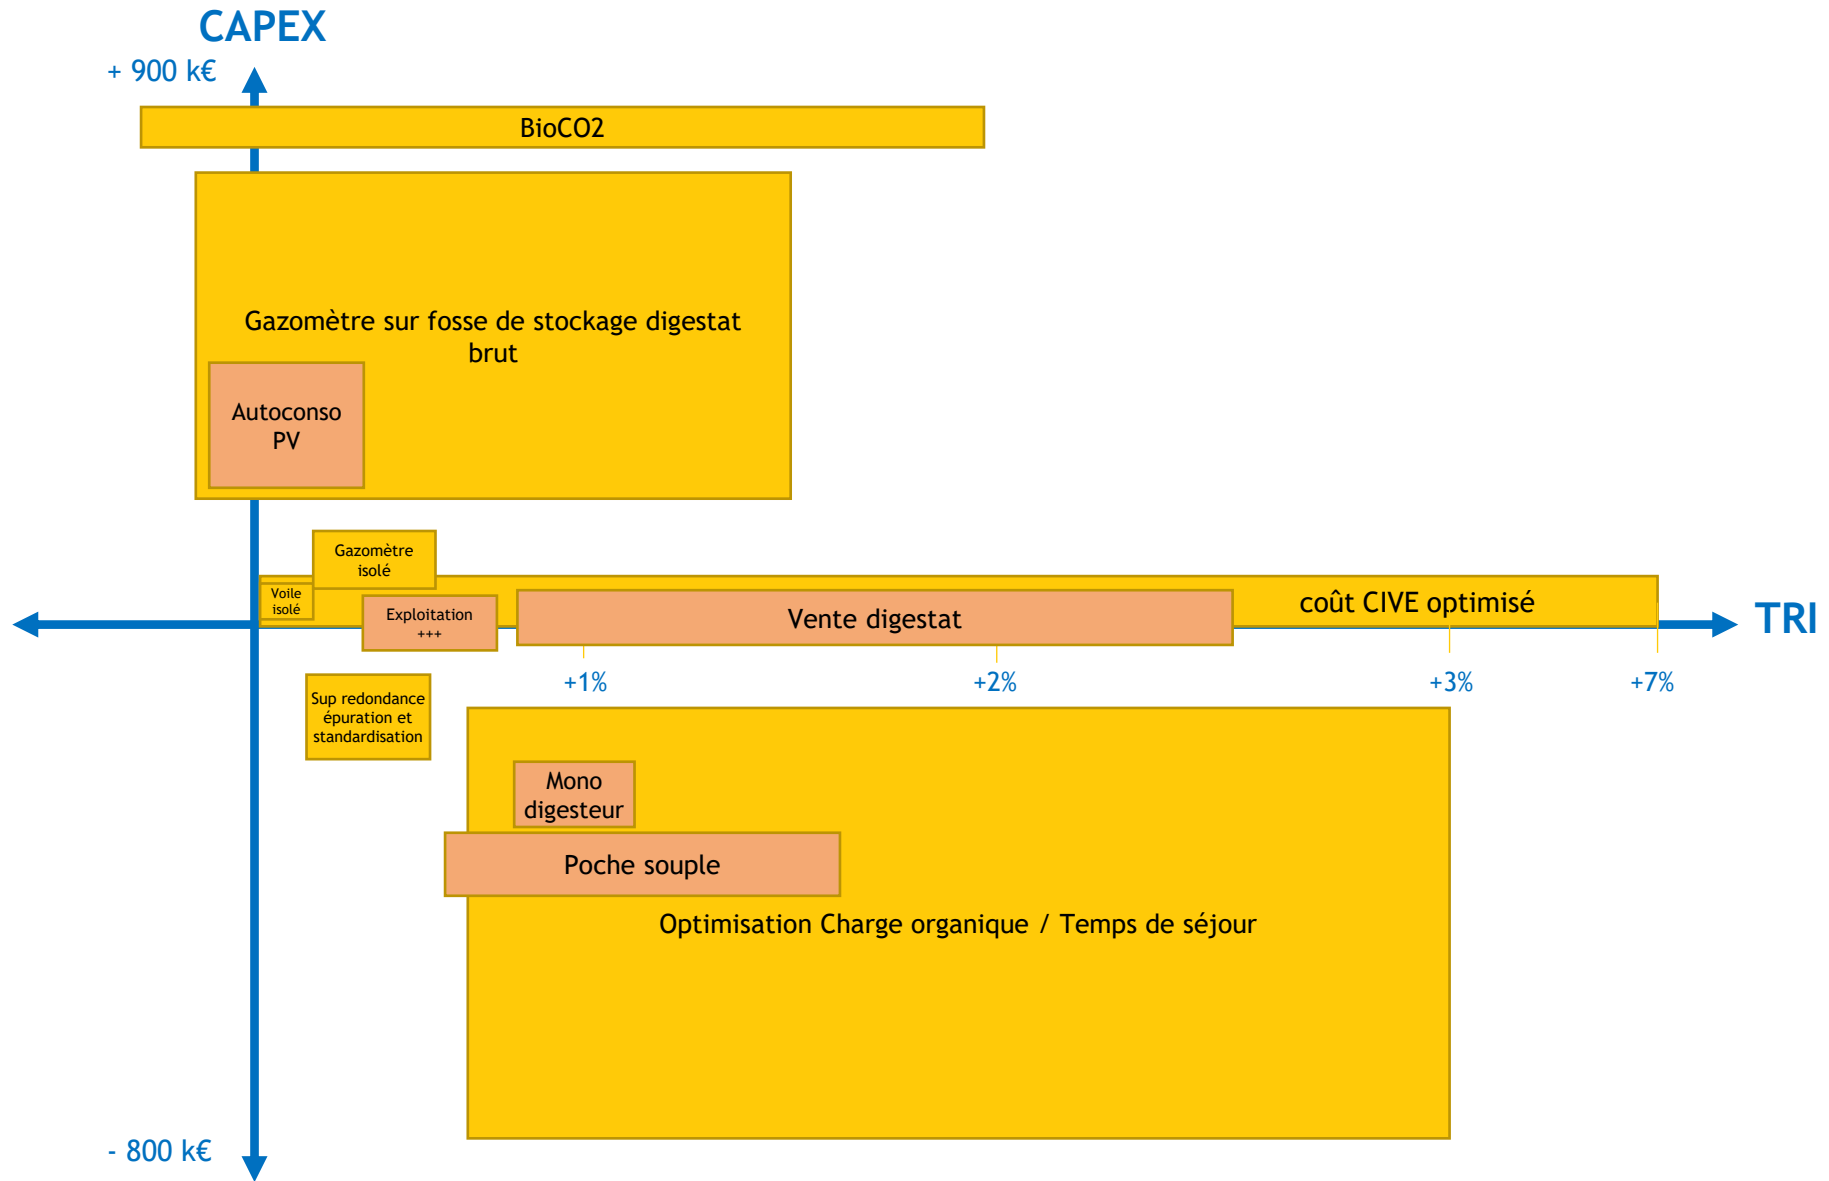 CAPEX
+ 900 k€
BioCO2
Gazomètre sur fosse de stockage digestat
brut
Autoconso
PV
Gazomètre
isolé
Voile
isolé
Exploitation
+++
Vente digestat
coût CIVE optimisé
TRI
+1%
+2%
+3%
+7%
Sup redondance
épuration et
standardisation
Mono
digesteur
Poche souple
Optimisation Charge organique / Temps de séjour
- 800 k€